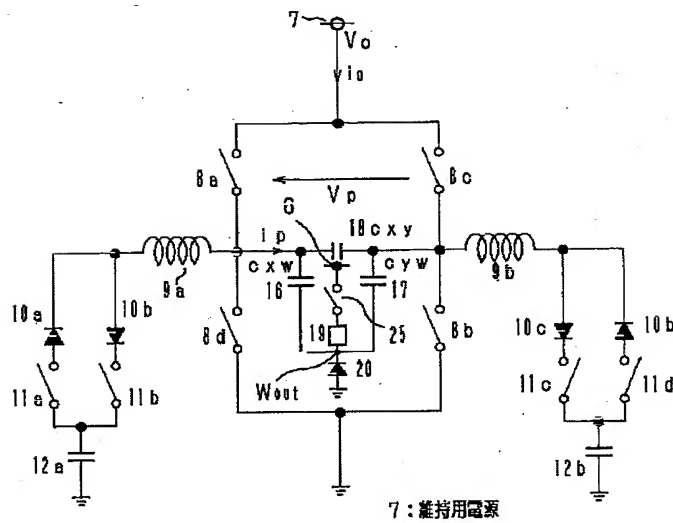 7
Vo
io
8a
8c
Vp
G
ip
18cxy
cxw
cyw
9a
16
17
9b
10a
10b
8d
19
25
8b
10c
10b
11a
11b
Wout
20
11c
11d
12a
12b
7:維持用電源